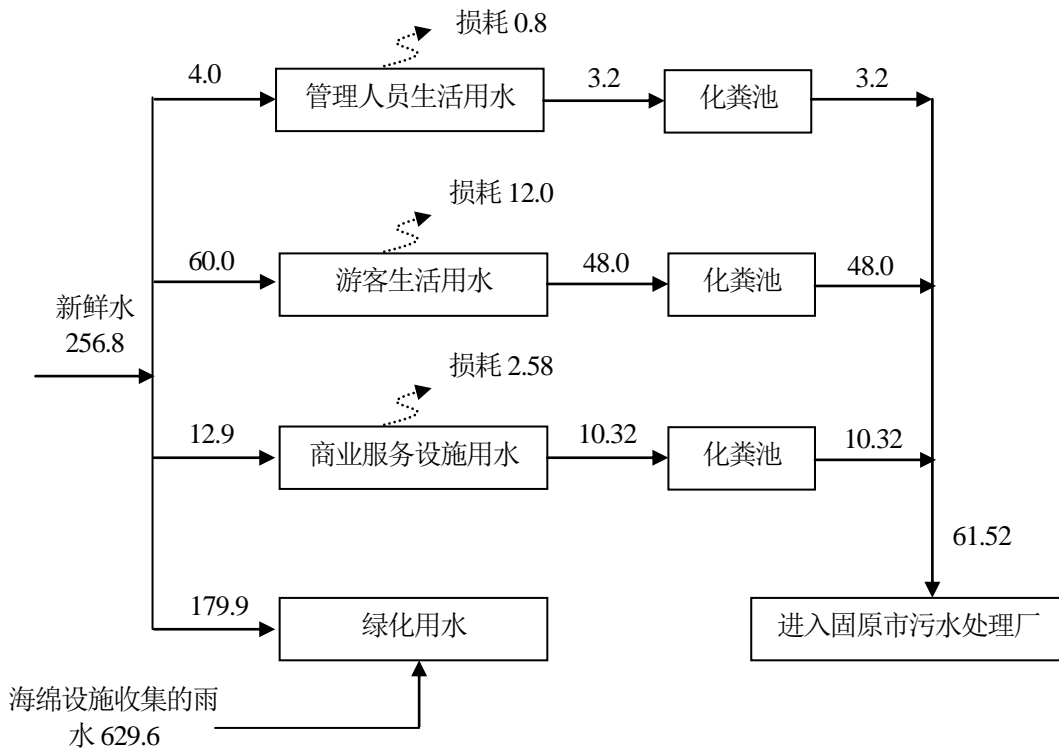 损耗 0.8
4.0
管理人员生活用水
3.2
化粪池
3.2
损耗 12.0
60.0
游客生活用水
48.0
化粪池
48.0
新鲜水
256.8
损耗 2.58
12.9
商业服务设施用水
10.32
化粪池
10.32
61.52
179.9
绿化用水
进入固原市污水处理厂
海绵设施收集的雨
水 629.6